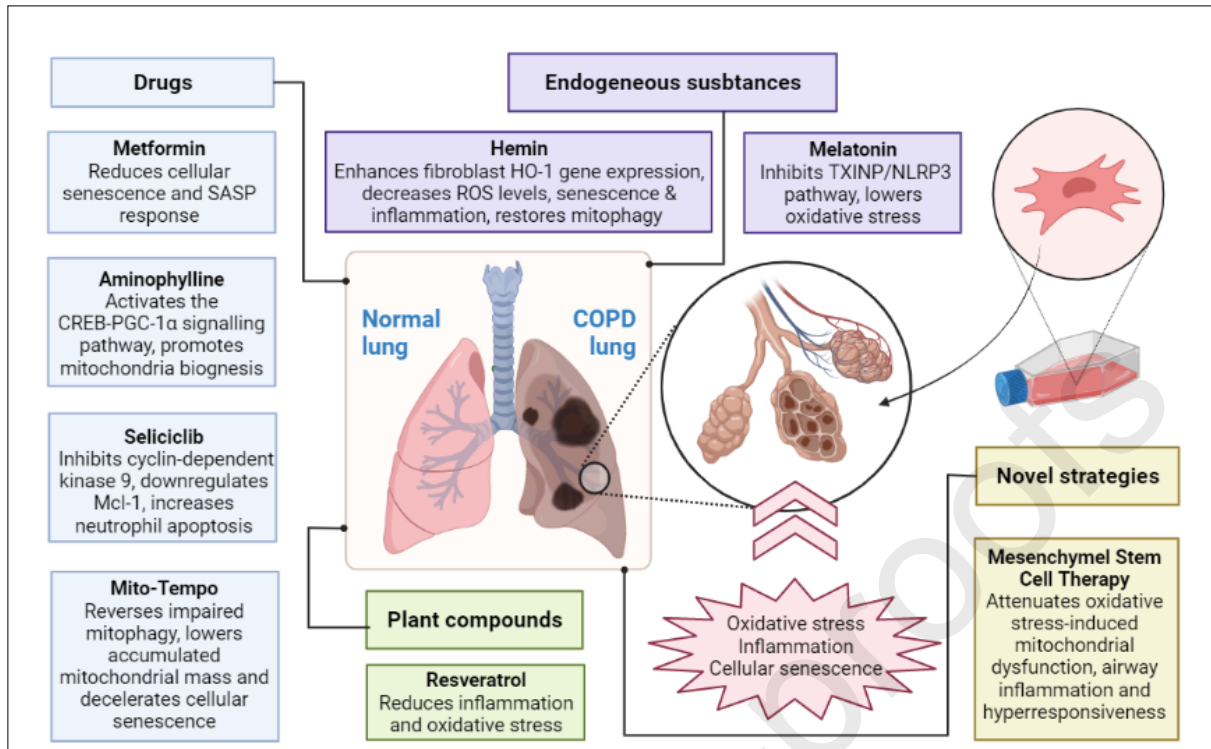 Drugs
Metformin
Reduces cellular
senescence and SASP
response
Aminophylline
Activates the
CREB-PGC-1α signalling
pathway, promotes
mitochondria biognesis
Seliciclib
Inhibits cyclin-dependent
kinase 9, downregulates
Mcl-1, increases
neutrophil apoptosis
Mito-Tempo
Reverses impaired
mitophagy, lowers
accumulated
mitochondrial mass and
decelerates cellular
senescence
Endogeneous susbtances
Hemin
Enhances fibroblast HO-1 gene expression,
decreases ROS levels, senescence &
inflammation, restores mitophagy
Melatonin
Inhibits TXINP/NLRP3
pathway, lowers
oxidative stress
Normal
lung
COPD
lung
Plant compounds
Resveratrol
Reduces inflammation
and oxidative stress
Oxidative stress
Inflammation
Cellular senescence
Novel strategies
Mesenchymel Stem
Cell Therapy
Attenuates oxidative
stress-induced
mitochondrial
dysfunction, airway
inflammation and
hyperresponsiveness
proofs